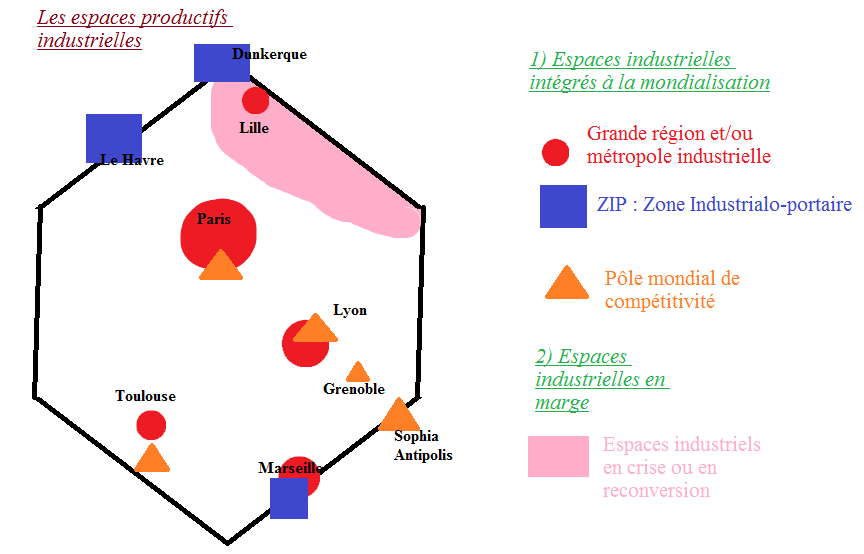 Les espaces productifs
industrielles
Dunkerque
Lille
Le Havre
Paris
Lyon
Grenoble
Toulouse
Sophia
Antipolis
Marseille
1) Espaces industrielles
intégrés à la mondialisation
Grande région et/ou
métropole industrielle
ZIP : Zone Industrialo-portaire
Pôle mondial de
compétitivité
2) Espaces
industrielles en
marge
Espaces industriels
en crise ou en
reconversion